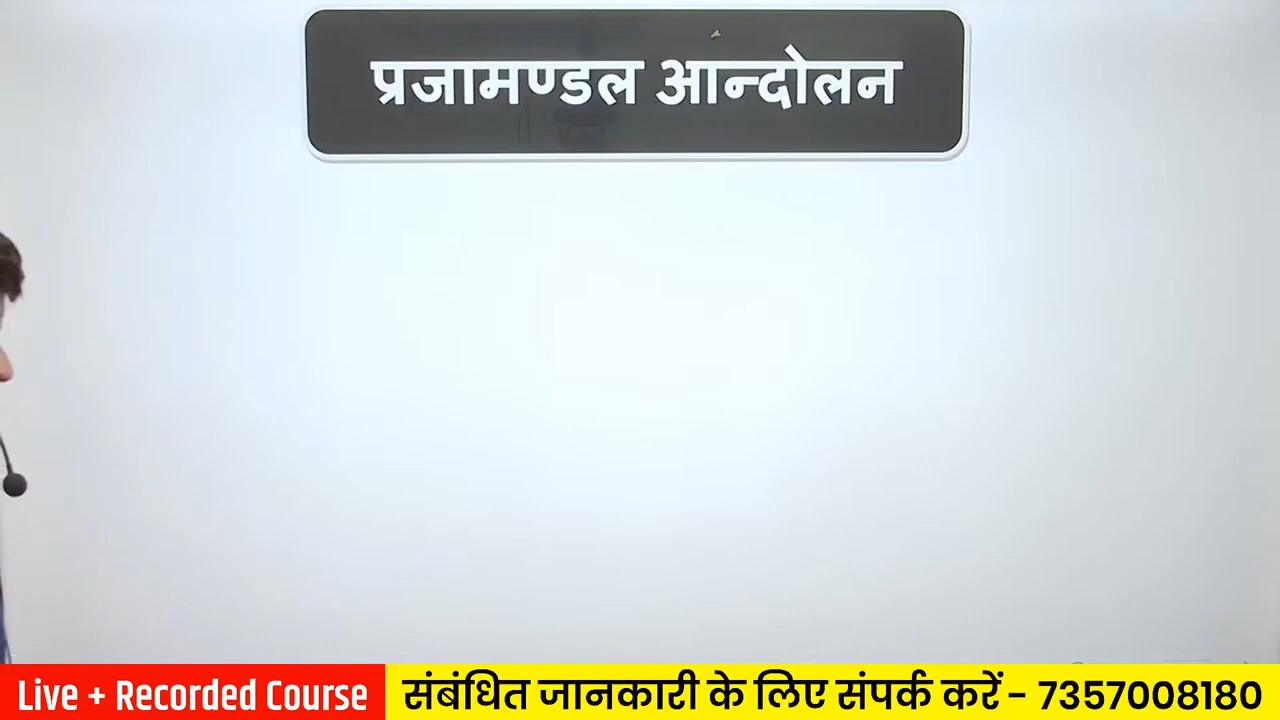 प्रजामण्डल आन्दोलन
Live + Recorded Course
संबंधित जानकारी के लिए संपर्क करें - 7357008180